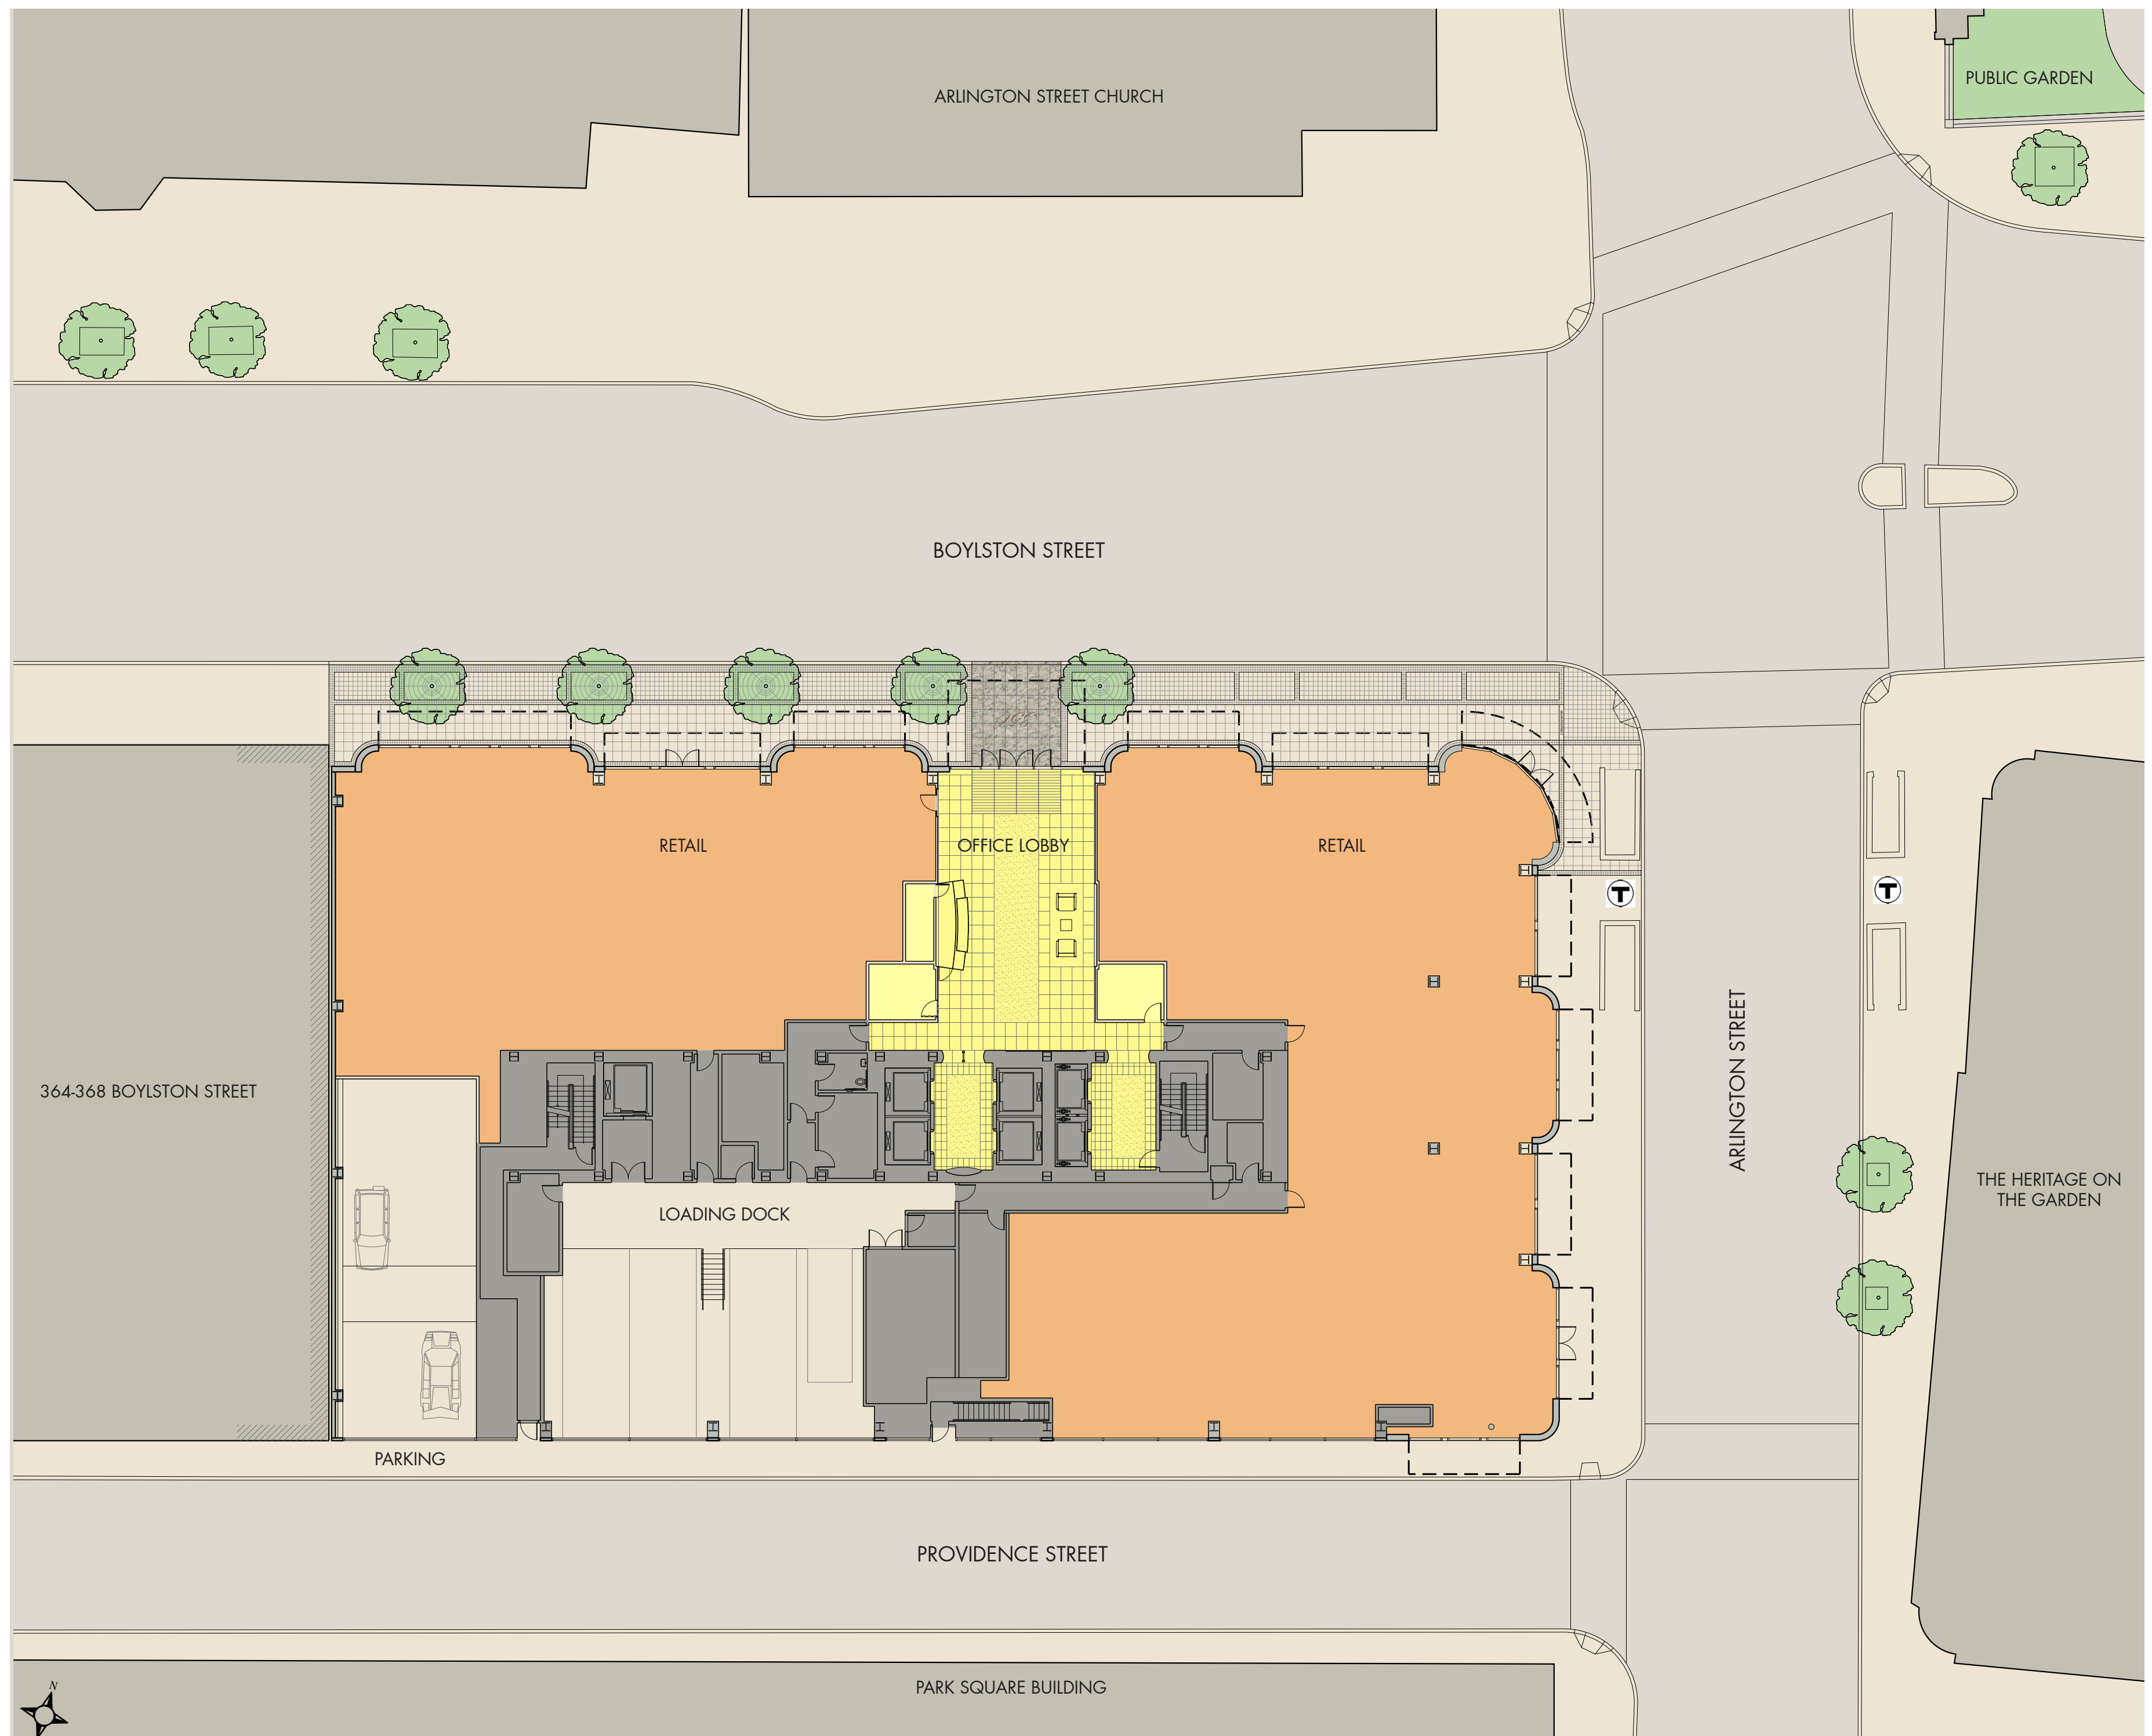 ARLINGTON STREET CHURCH
PUBLIC GARDEN
BOYLSTON STREET
RETAIL
OFFICE LOBBY
RETAIL
T
T
364-368 BOYLSTON STREET
ARLINGTON STREET
THE HERITAGE ON
THE GARDEN
LOADING DOCK
PARKING
PROVIDENCE STREET
PARK SQUARE BUILDING
N